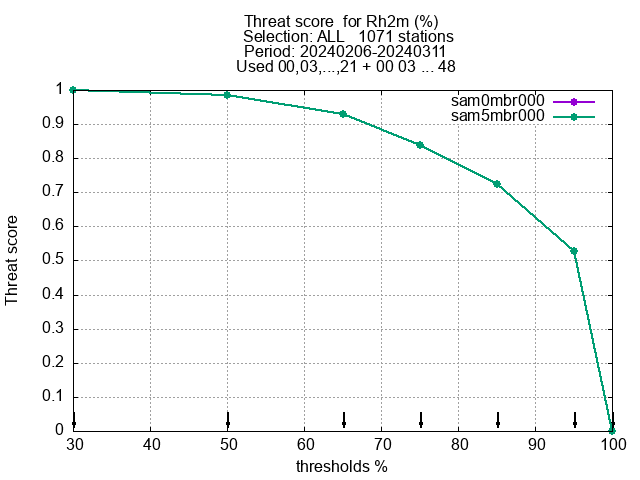 Threat score  for Rh2m (%)
Selection: ALL   1071 stations
Period: 20240206-20240311
Used 00,03,...,21 + 00 03 ... 48
sam0mbr000
sam5mbr000
1
0.9
0.8
0.7
0.6
0.5
0.4
0.3
0.2
0.1
0
Threat score
30 40 50 60 70 80 90 100
thresholds %